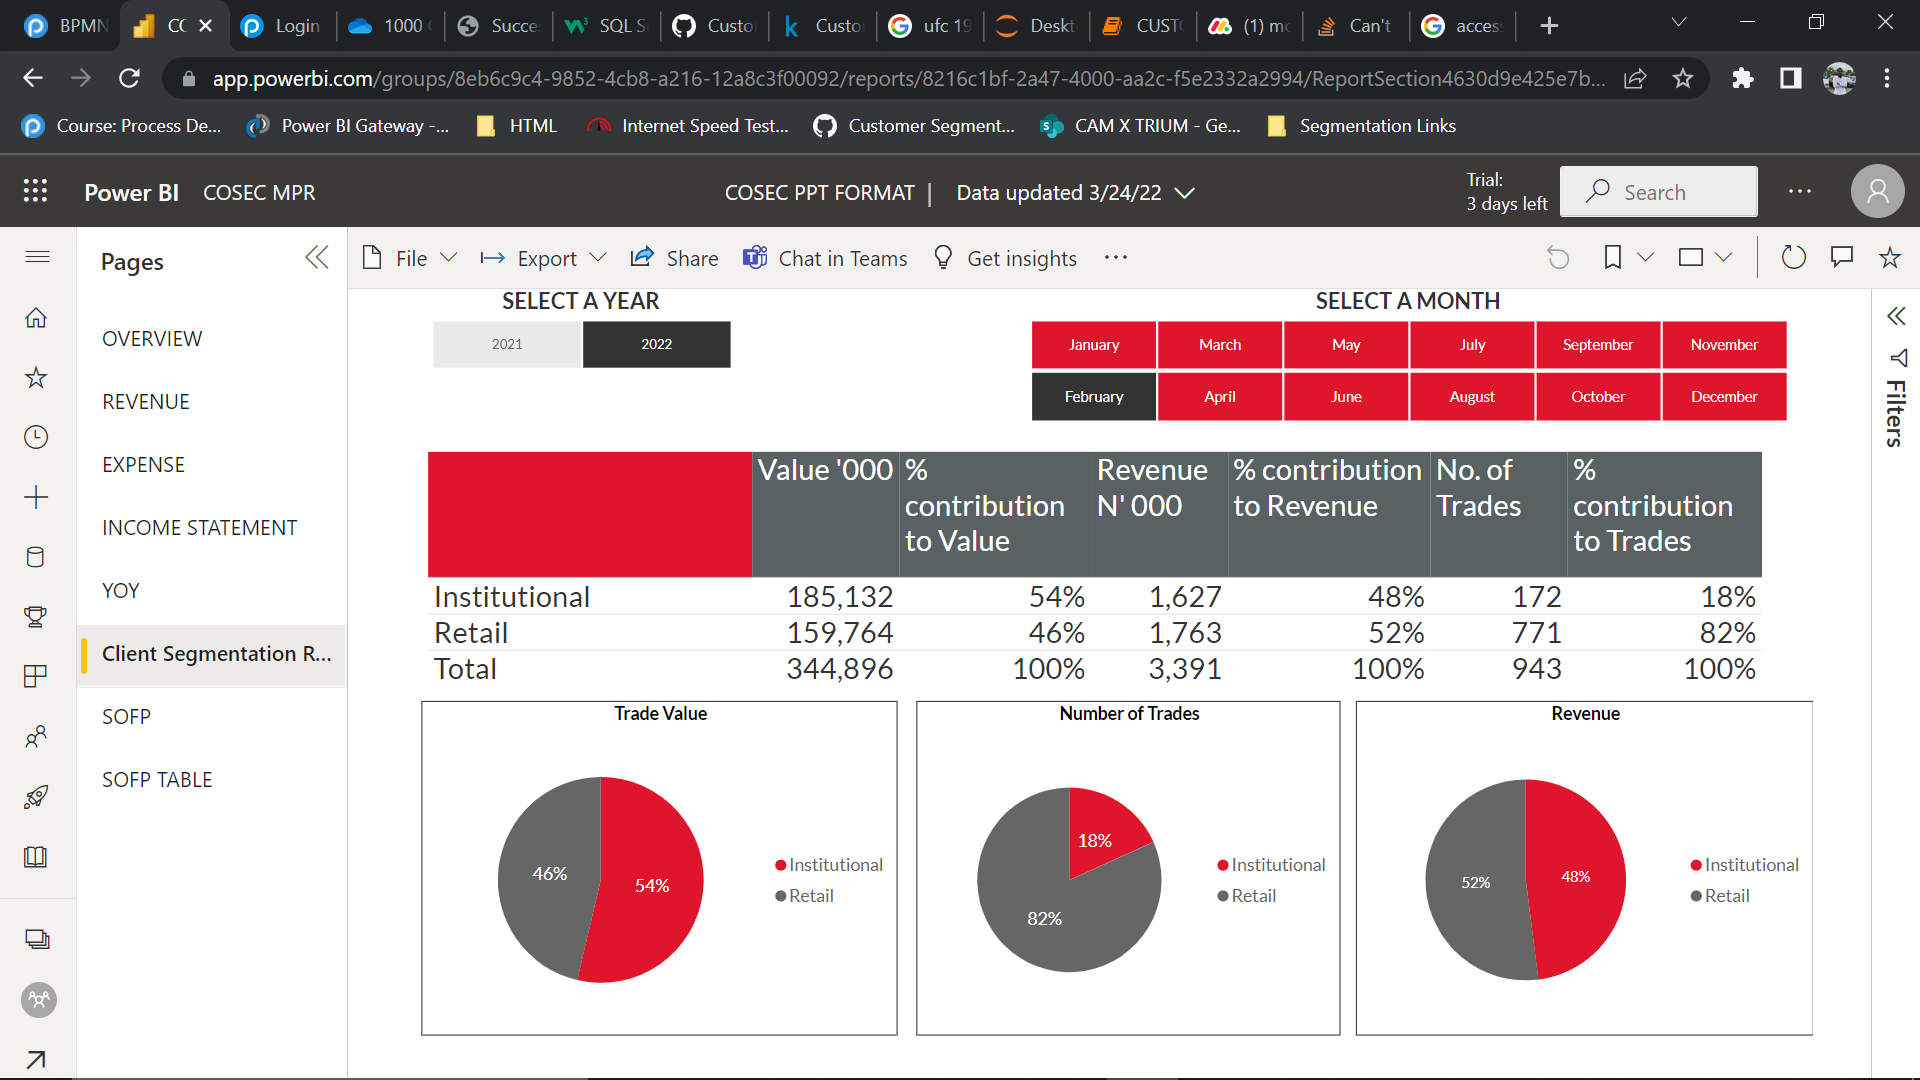 BPMN
CC
Login
1000
Succe
SQL S
Custo
Custo
ufc 19
Deskt
CUST
(1) m
Can't
acces
app.powerbi.com/groups/8eb6c9c4-9852-4cb8-a216-12a8c3f00092/reports/8216c1bf-2a47-4000-aa2c-f5e2332a2994/ReportSection4630d9e425e7b...
Course: Process De...
Power BI Gateway -...
HTML
Internet Speed Test...
Customer Segment...
CAM X TRIUM - Ge...
Segmentation Links
Power BI COSEC MPR
COSEC PPT FORMAT | Data updated 3/24/22
Trial:
3 days left
Search
Pages
File
Export
Share
Chat in Teams
Get insights
OVERVIEW
REVENUE
EXPENSE
INCOME STATEMENT
YOY
Client Segmentation R...
SOFP
SOFP TABLE
SELECT A YEAR
2021 2022
SELECT A MONTH
January March May July September November
February April June August October December
Filters
Value '000 % contribution to Value Revenue N' 000 % contribution to Revenue No. of Trades % contribution to Trades
Institutional 185,132 54% 1,627 48% 172 18%
Retail 159,764 46% 1,763 52% 771 82%
Total 344,896 100% 3,391 100% 943 100%
Trade Value
46%
54%
Institutional
Retail
Number of Trades
18%
82%
Institutional
Retail
Revenue
52%
48%
Institutional
Retail